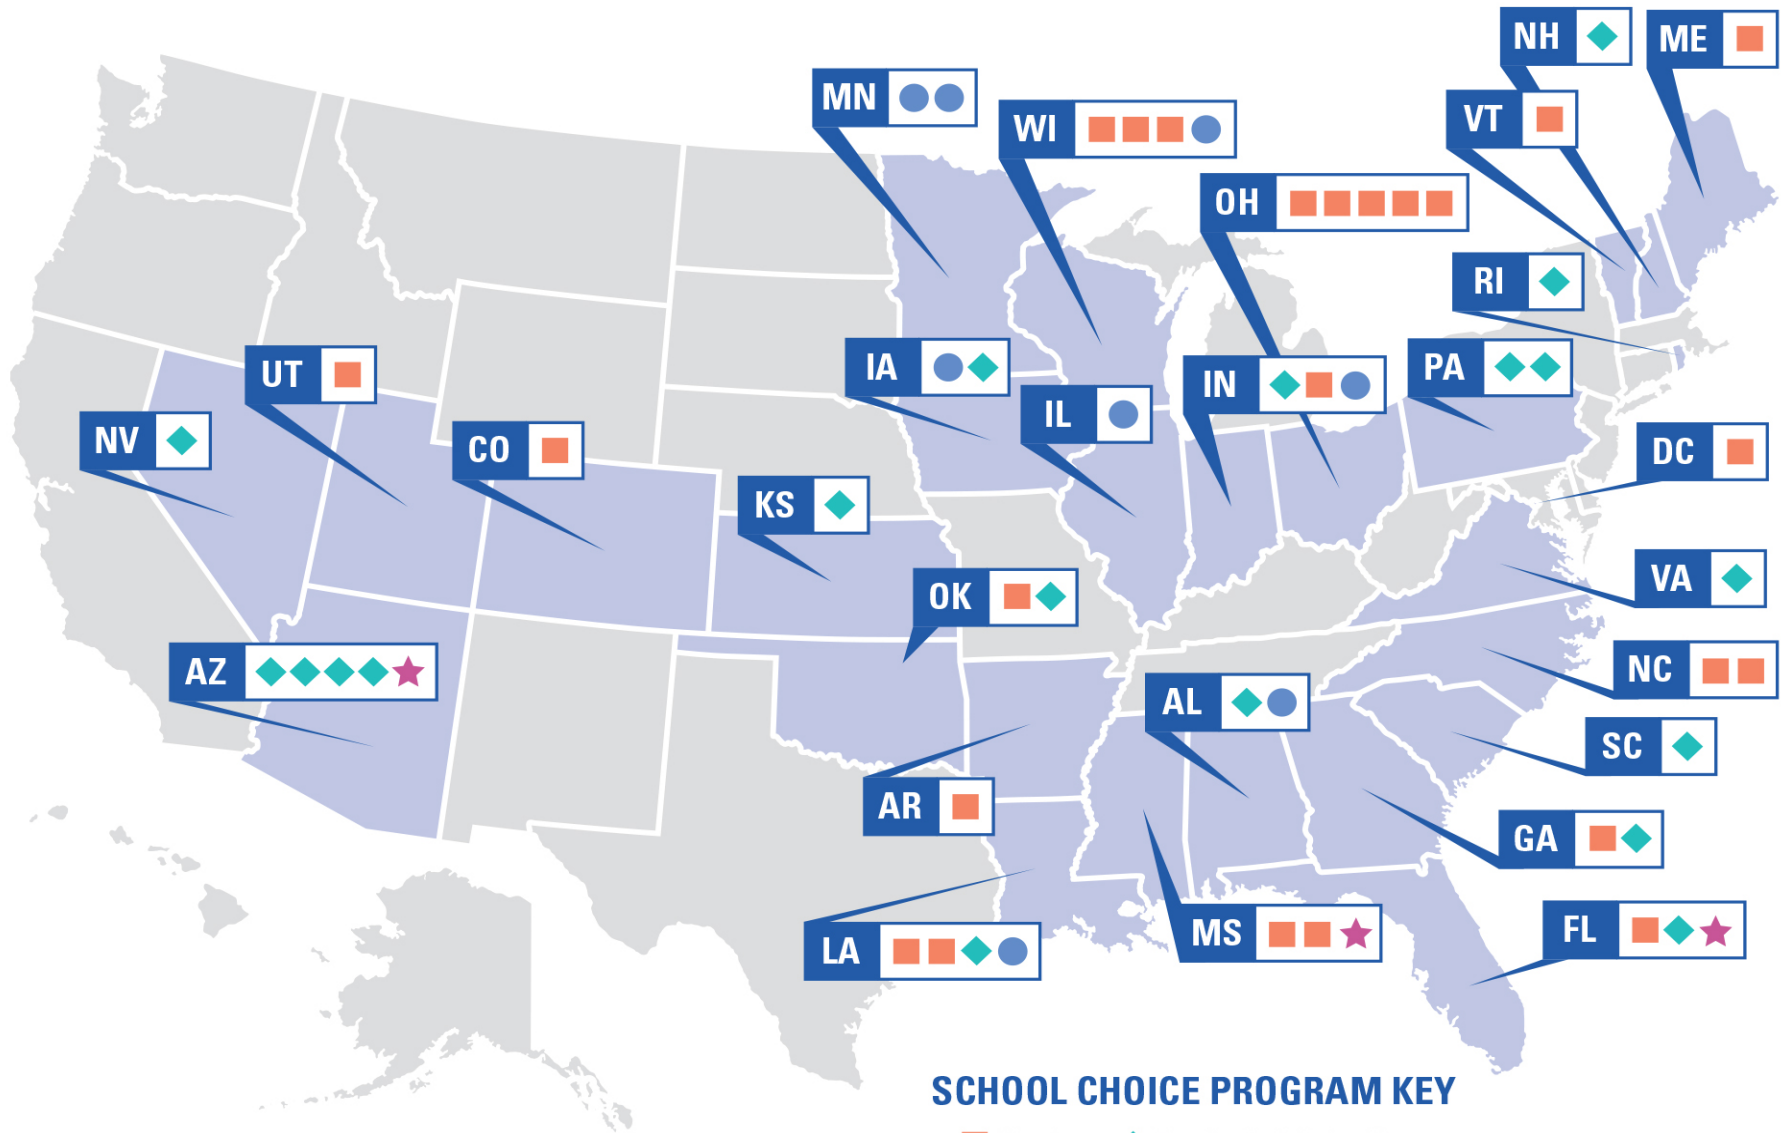 NH
ME
MN
VT
WI
OH
RI
IA
UT
PA
IN
IL
NV
CO
DC
KS
VA
OK
AZ
NC
AL
SC
AR
GA
FL
MS
LA
SCHOOL CHOICE PROGRAM KEY